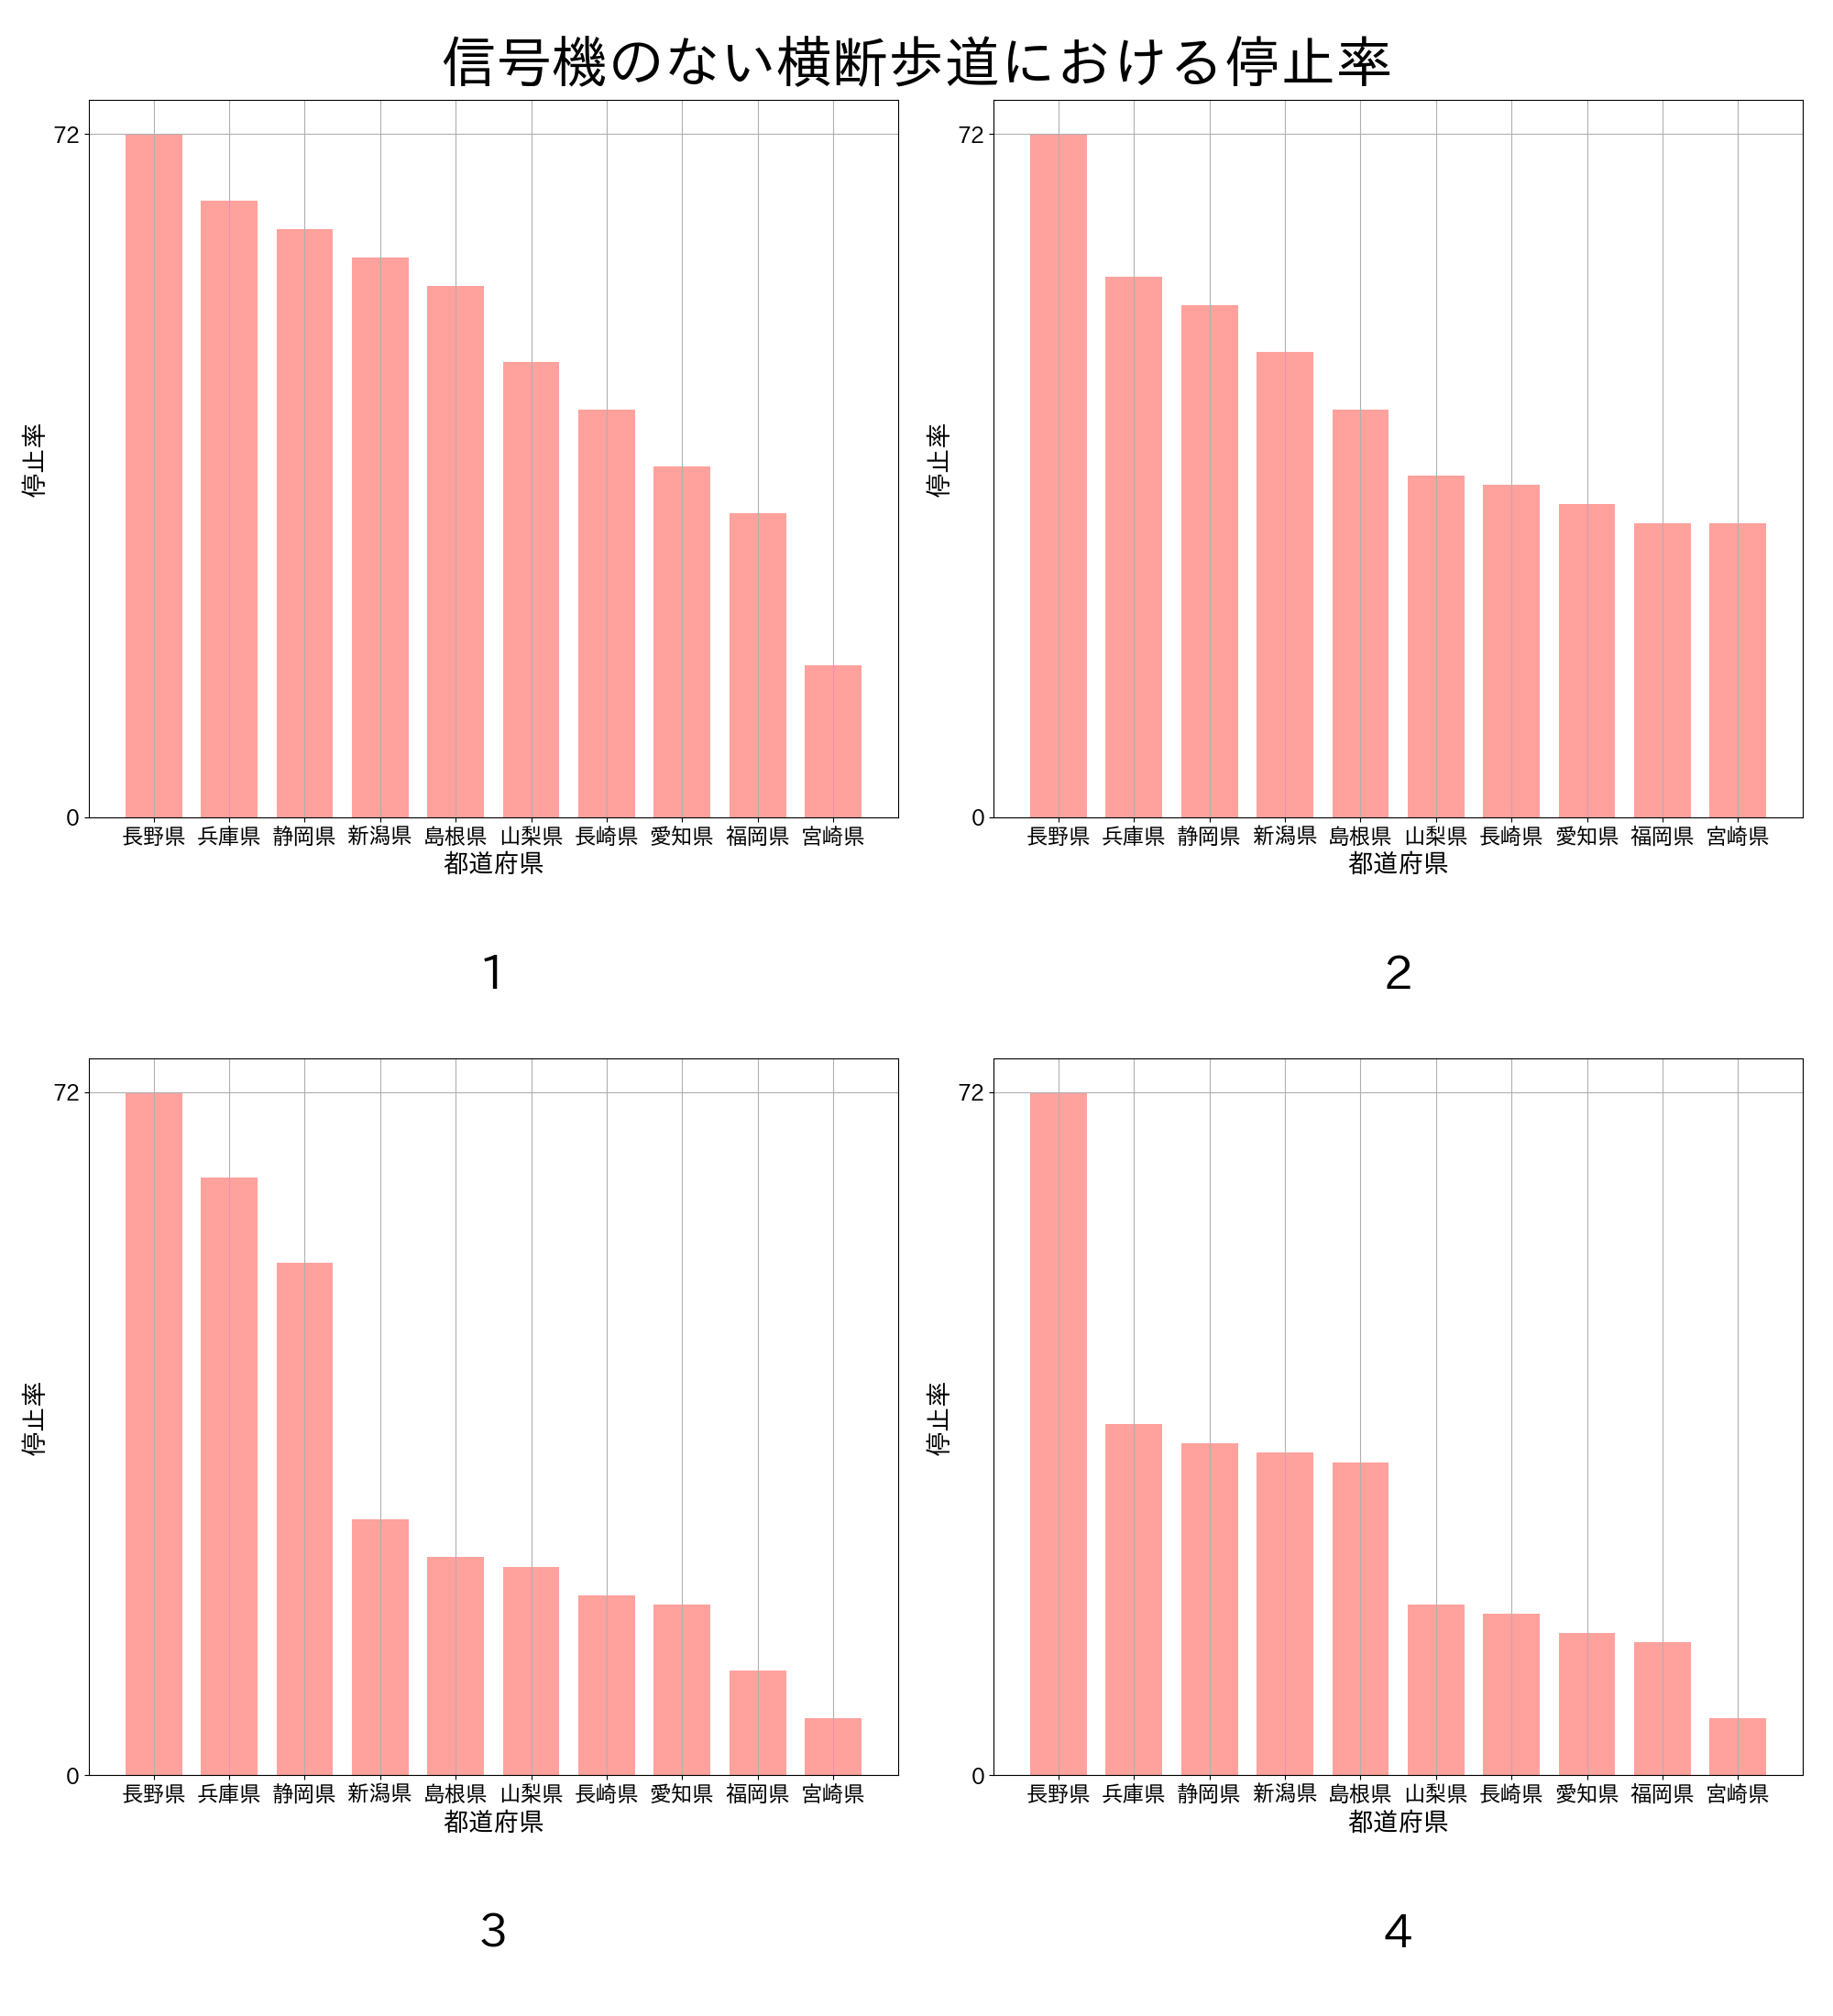 信号機のない横断歩道における停止率
72
0
停止率
長野県 兵庫県 静岡県 新潟県 島根県 山梨県 長崎県 愛知県 福岡県 宮崎県
都道府県
1
72
0
停止率
長野県 兵庫県 静岡県 新潟県 島根県 山梨県 長崎県 愛知県 福岡県 宮崎県
都道府県
2
72
0
停止率
長野県 兵庫県 静岡県 新潟県 島根県 山梨県 長崎県 愛知県 福岡県 宮崎県
都道府県
3
72
0
停止率
長野県 兵庫県 静岡県 新潟県 島根県 山梨県 長崎県 愛知県 福岡県 宮崎県
都道府県
4